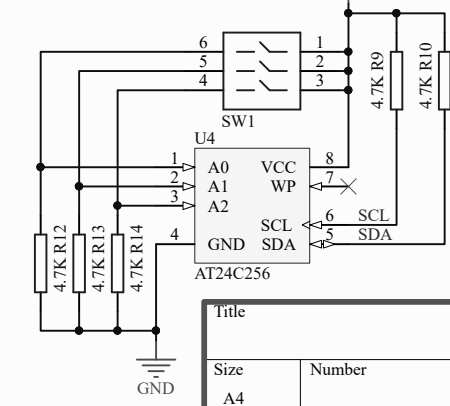 6
5
4
1
2
3
SW1
4.7K R9
4.7K R10
U4
1
2
3
4
A0
A1
A2
GND
VCC
WP
SCL
SDA
8
7
6
5
SCL
SDA
AT24C256
4.7K R12
4.7K R13
4.7K R14
GND
Title
Size
Number
A4